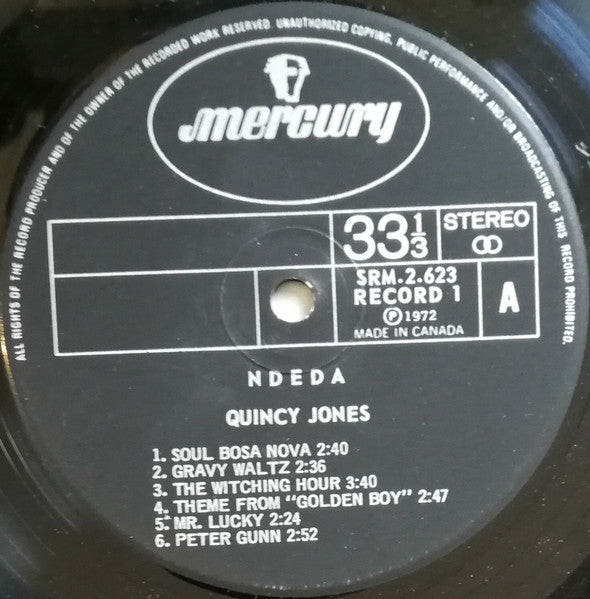 ALL RIGHTS OF THE RECORD PRODUCER AND OF THE OWNER OF THE RECORDED WORK RESERVED. UNAUTHORIZED COPYING, PUBLIC PERFORMANCE AND/OR BROADCASTING OF THIS RECORD PROHIBITED.
mercury
33 1/3
STEREO
SRM.2.623
RECORD 1
Ⓟ 1972
MADE IN CANADA
A
NDEDA
QUINCY JONES
1. SOUL BOSA NOVA 2:40
2. GRAVY WALTZ 2:36
3. THE WITCHING HOUR 3:40
4. THEME FROM "GOLDEN BOY" 2:47
5. MR. LUCKY 2:24
6. PETER GUNN 2:52